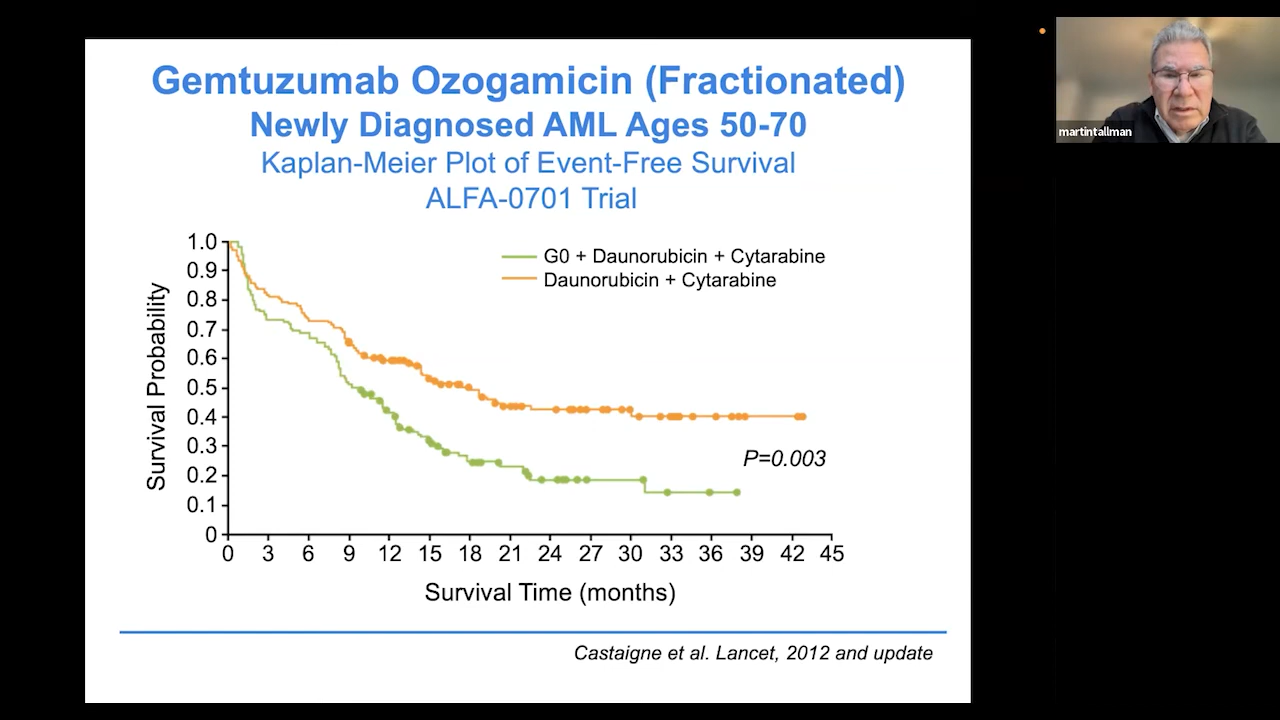 Gemtuzumab Ozogamicin (Fractionated)
Newly Diagnosed AML Ages 50-70
Kaplan-Meier Plot of Event-Free Survival
ALFA-0701 Trial
martintallman
G0 + Daunorubicin + Cytarabine
Daunorubicin + Cytarabine
Survival Probability
1.0
0.9
0.8
0.7
0.6
0.5
0.4
0.3
0.2
0.1
0
P=0.003
0 3 6 9 12 15 18 21 24 27 30 33 36 39 42 45
Survival Time (months)
Castaigne et al. Lancet, 2012 and update